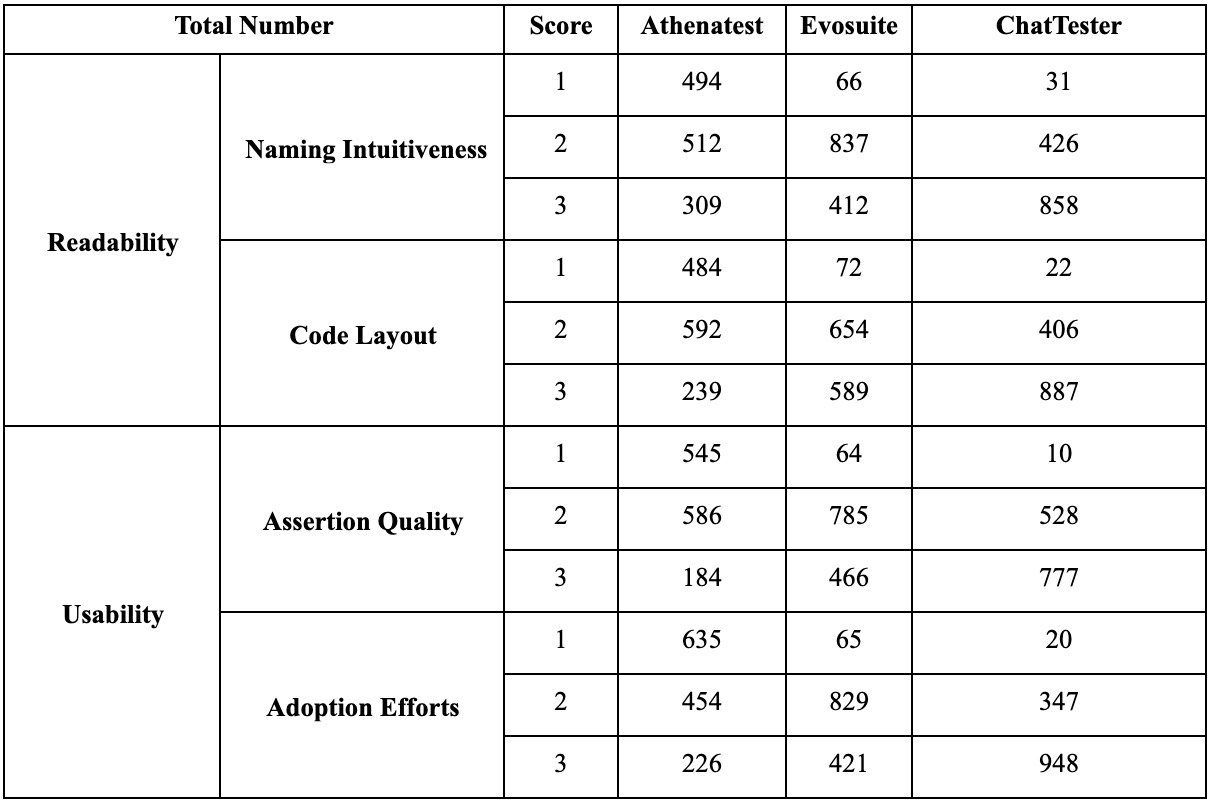 Total Number Score Athenatest Evosuite ChatTester
1 494 66 31
Naming Intuitiveness 2 512 837 426
3 309 412 858
Readability
1 484 72 22
Code Layout 2 592 654 406
3 239 589 887
1 545 64 10
Assertion Quality 2 586 785 528
3 184 466 777
Usability
1 635 65 20
Adoption Efforts 2 454 829 347
3 226 421 948